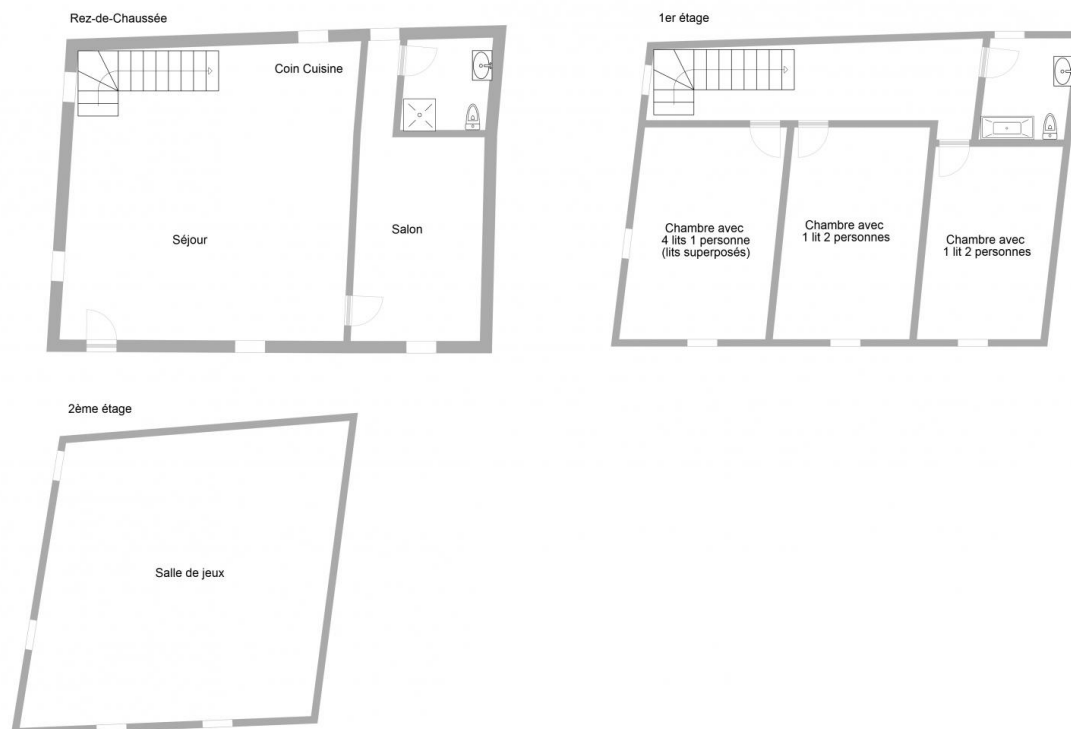 Rez-de-Chaussée
Coin Cuisine
Séjour
Salon
1er étage
Chambre avec
4 lits 1 personne
(lits superposés)
Chambre avec
1 lit 2 personnes
Chambre avec
1 lit 2 personnes
2ème étage
Salle de jeux